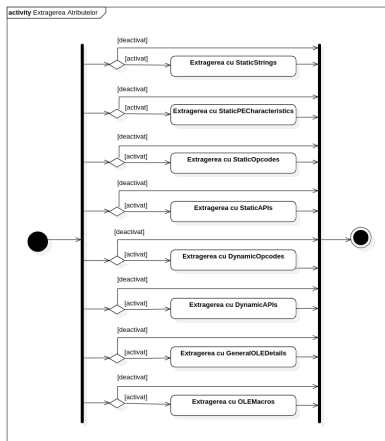 activity Extragerea Atributelor
[deactivat]
[activat]
Extragerea cu StaticStrings
[deactivat]
[activat]
Extragerea cu StaticPECharacteristics
[deactivat]
[activat]
Extragerea cu StaticOpcodes
[deactivat]
[activat]
Extragerea cu StaticAPIs
[deactivat]
[activat]
Extragerea cu DynamicOpcodes
[deactivat]
[activat]
Extragerea cu DynamicAPIs
[deactivat]
[activat]
Extragerea cu GeneralOLEDetails
[deactivat]
[activat]
Extragerea cu OLEMacros